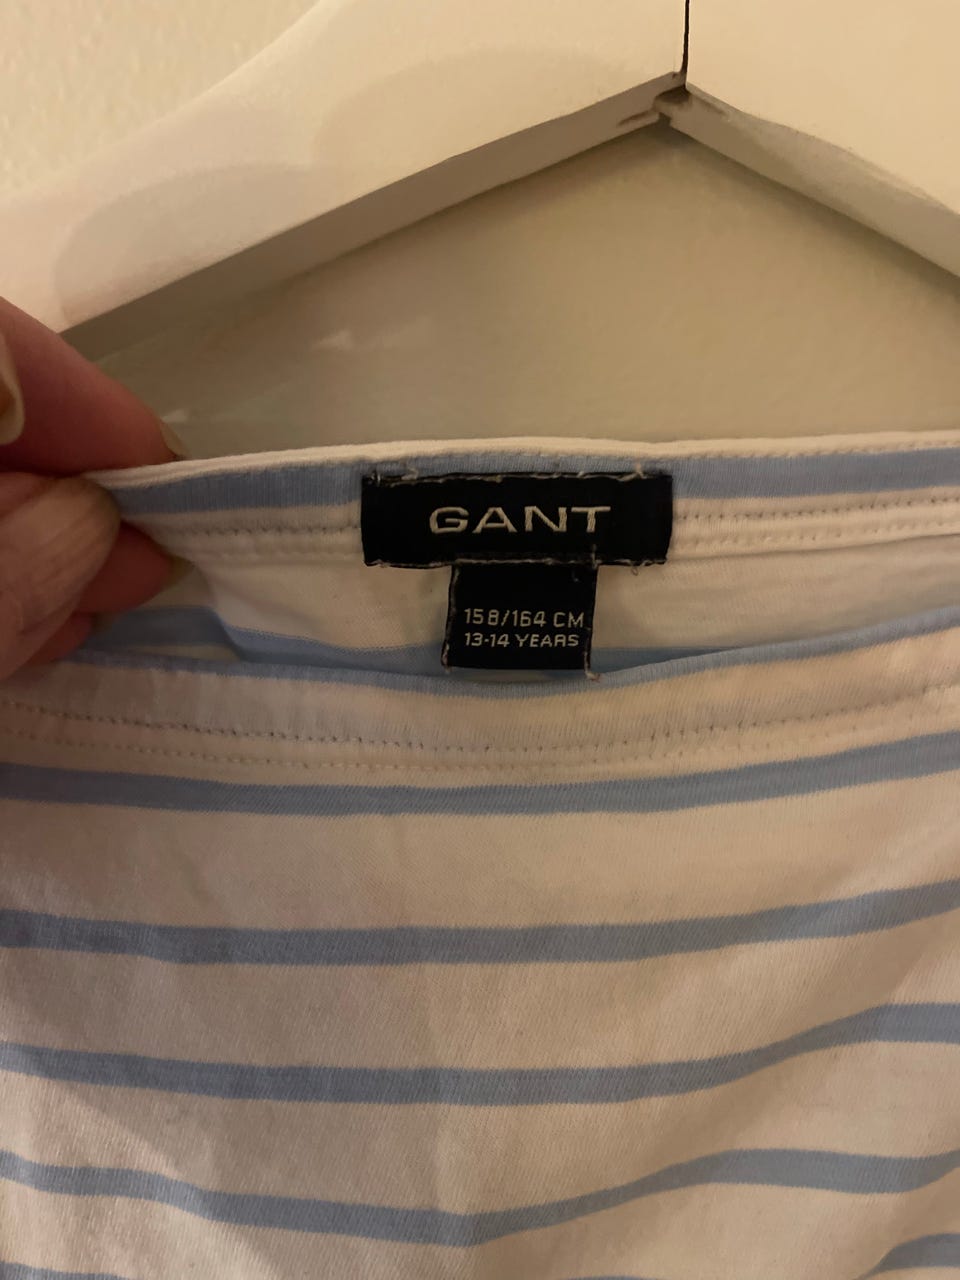 GANT
158/164 CM
13-14 YEARS